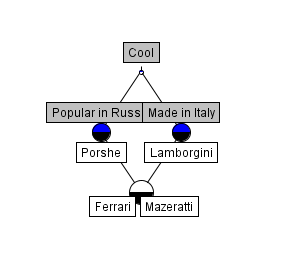 Cool
Popular in Russ
Made in Italy
Porshe
Lamborgini
Ferrari
Mazeratti